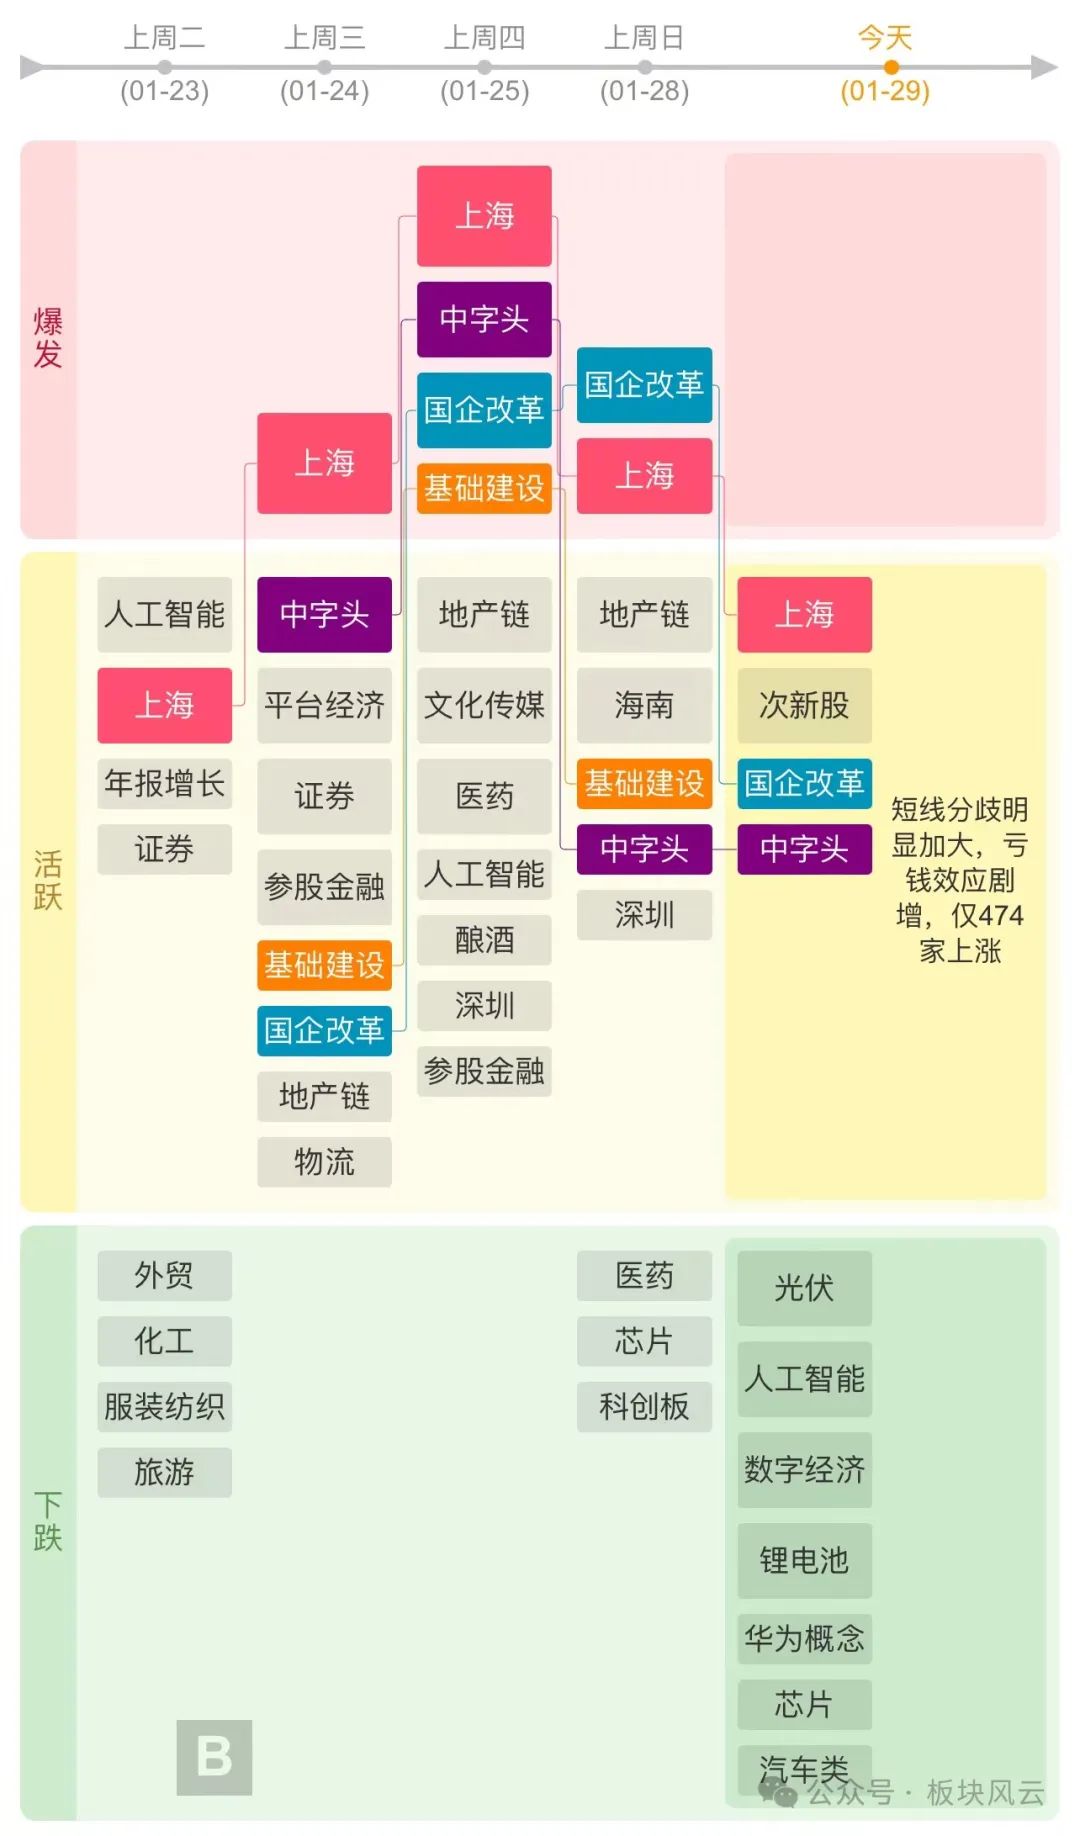 上周二
上周三
上周四
上周日
今天
(01-23)
(01-24)
(01-25)
(01-28)
(01-29)
爆发
上海
上海
中字头
国企改革
基础建设
国企改革
上海
活跃
人工智能
上海
年报增长
证券
中字头
平台经济
证券
参股金融
基础建设
国企改革
地产链
物流
地产链
文化传媒
医药
人工智能
酿酒
深圳
参股金融
地产链
海南
基础建设
中字头
深圳
上海
次新股
国企改革
中字头
短线分歧明
显加大，亏
钱效应剧
增，仅474
家上涨
下跌
外贸
化工
服装纺织
旅游
医药
芯片
科创板
光伏
人工智能
数字经济
锂电池
华为概念
芯片
汽车类
B
公众号 · 板块风云